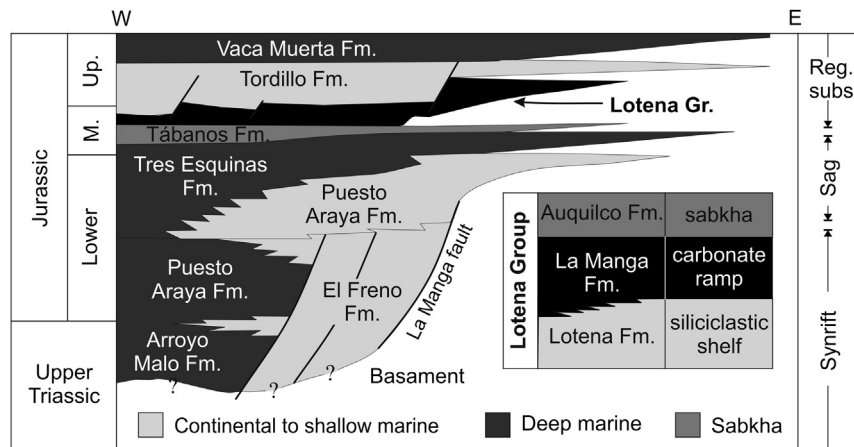 W
E
Jurassic
Up.
M.
Lower
Upper
Triassic
Vaca Muerta Fm.
Tordillo Fm.
Lotena Gr.
Tábanos Fm.
Tres Esquinas
Fm.
Puesto
Araya Fm.
Puesto
Araya Fm.
El Freno
Fm.
La Manga fault
Arroyo
Malo Fm.
?
?
?
Basament
Lotena Group
Auquilco Fm.
sabkha
La Manga
Fm.
carbonate
ramp
Lotena Fm.
siliciclastic
shelf
Reg.
subs
Sag
Synrift
Continental to shallow marine
Deep marine
Sabkha